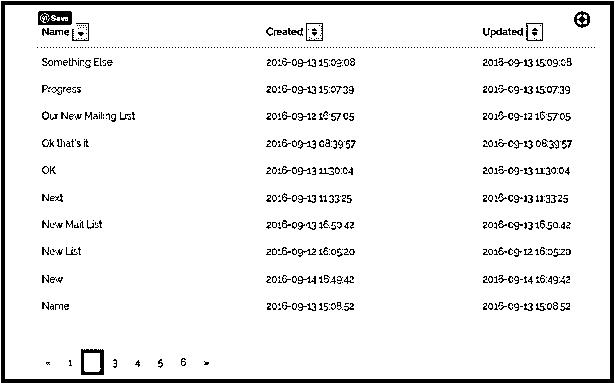 Save
Name Created Updated
Something Else 2016-09-13 15:09:08 2016-09-13 15:09:08
Progress 2016-09-13 15:07:39 2016-09-13 15:07:39
Our New Mailing List 2016-09-12 16:57:05 2016-09-12 16:57:05
Ok that's it 2016-09-13 08:39:57 2016-09-13 08:39:57
OK 2016-09-13 11:30:04 2016-09-13 11:30:04
Next 2016-09-13 11:33:25 2016-09-13 11:33:25
New Mail List 2016-09-13 16:50:42 2016-09-13 16:50:42
New List 2016-09-12 16:05:20 2016-09-12 16:05:20
New 2016-09-14 16:49:42 2016-09-14 16:49:42
Name 2016-09-13 15:08:52 2016-09-13 15:08:52
« 1 3 4 5 6 »